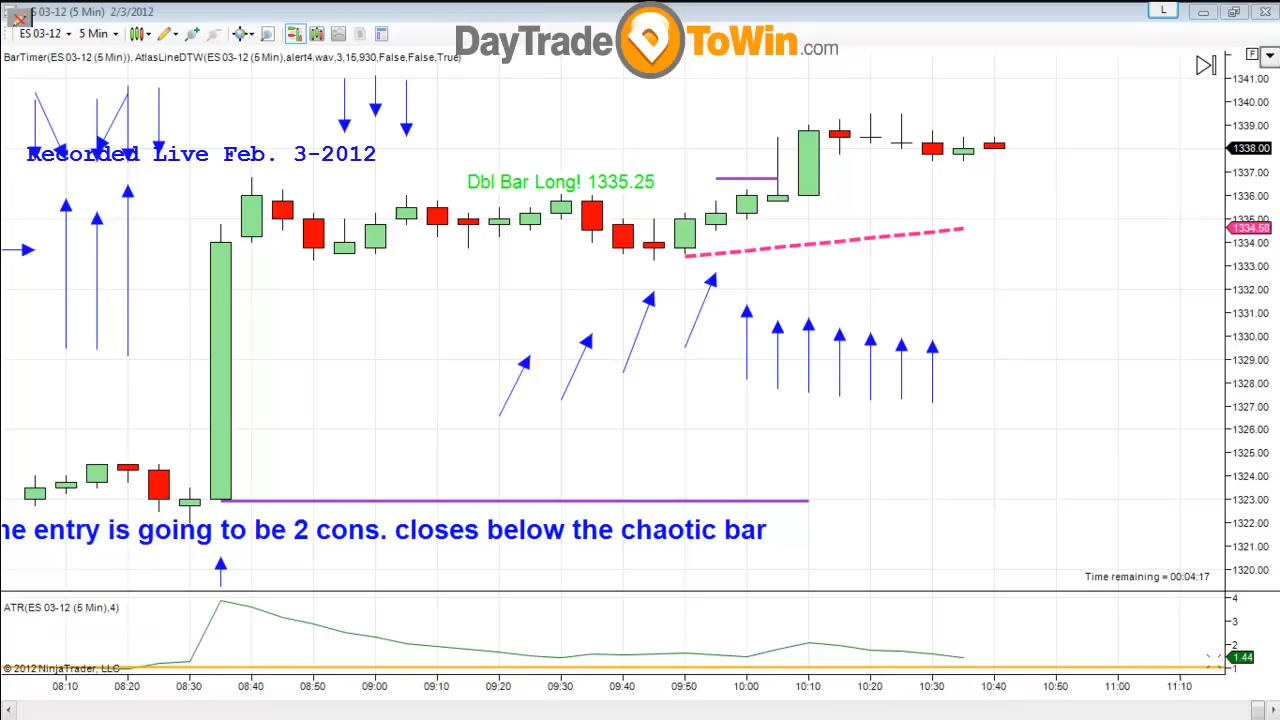 ES 03-12 (5 Min) 2/3/2012
L
ES 03-12 5 Min
DayTradeToWin.com
BarTimer(ES 03-12 (5 Min)), AtlasLineDTW(ES 03-12 (5 Min),alert4.wav,3,15,930,False,False,True)
F
Recorded Live Feb. 3-2012
Dbl Bar Long! 1335.25
1341.00
1340.00
1339.00
1338.00
1337.00
1336.00
1335.00
1334.58
1334.00
1333.00
1332.00
1331.00
1330.00
1329.00
1328.00
1327.00
1326.00
1325.00
1324.00
1323.00
1322.00
1321.00
1320.00
he entry is going to be 2 cons. closes below the chaotic bar
Time remaining = 00:04:17
ATR(ES 03-12 (5 Min),4)
4
3
2
1.44
1
© 2012 NinjaTrader, LLC
08:10 08:20 08:30 08:40 08:50 09:00 09:10 09:20 09:30 09:40 09:50 10:00 10:10 10:20 10:30 10:40 10:50 11:00 11:10